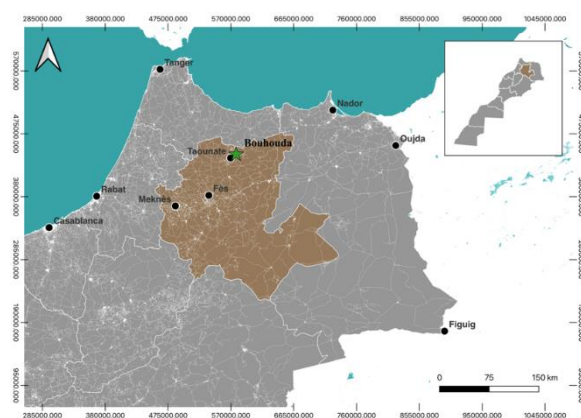 285000.000 380000.000 475000.000 570000.000 665000.000 760000.000 855000.000 950000.000 1045000.000
570000.000
Tanger
Nador
475000.000
Oujda
Bouhouda
Taounate
380000.000
Rabat
Fès
Meknès
Casablanca
285000.000
190000.000
Figuig
95000.000
0 75 150 km
285000.000 380000.000 475000.000 570000.000 665000.000 760000.000 855000.000 950000.000 1045000.000